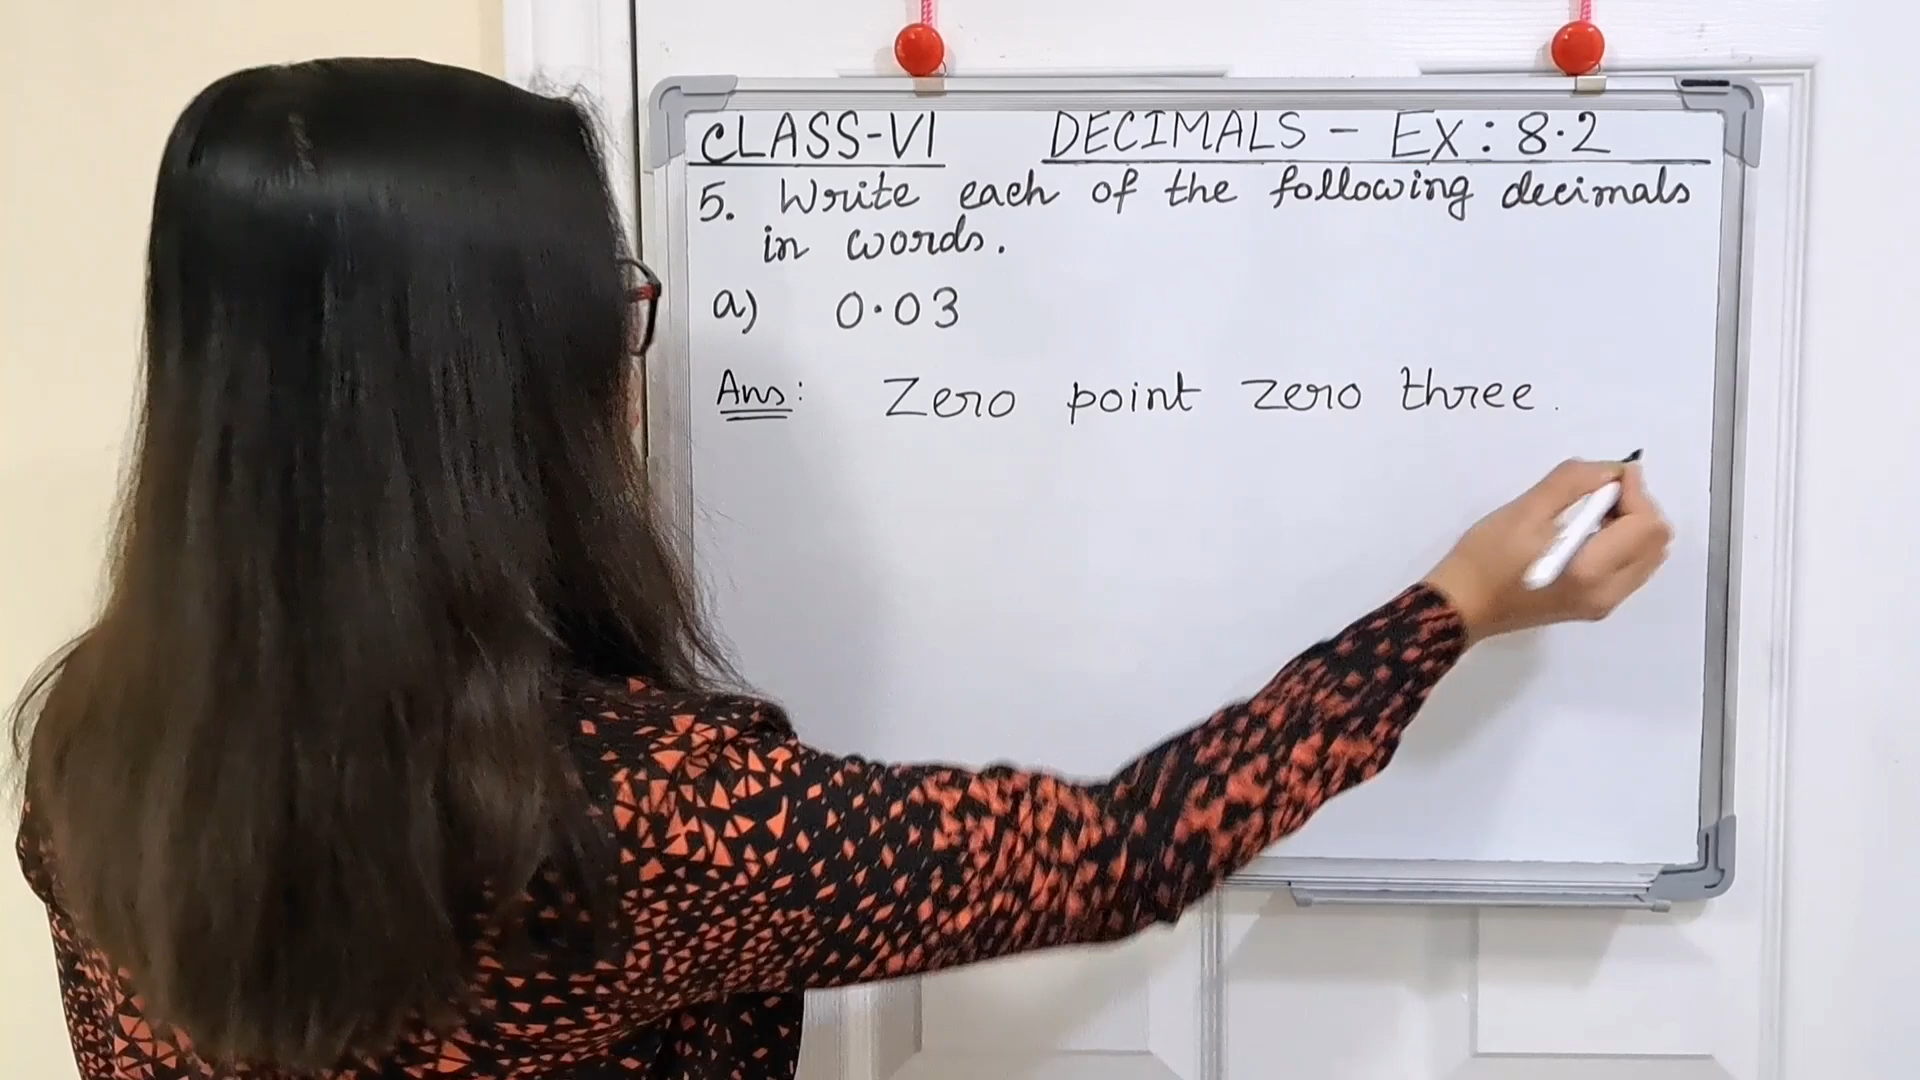 CLASS-VI DECIMALS - EX: 8.2
5. Write each of the following decimals
in words.
a) 0.03
Ans: Zero point zero three.